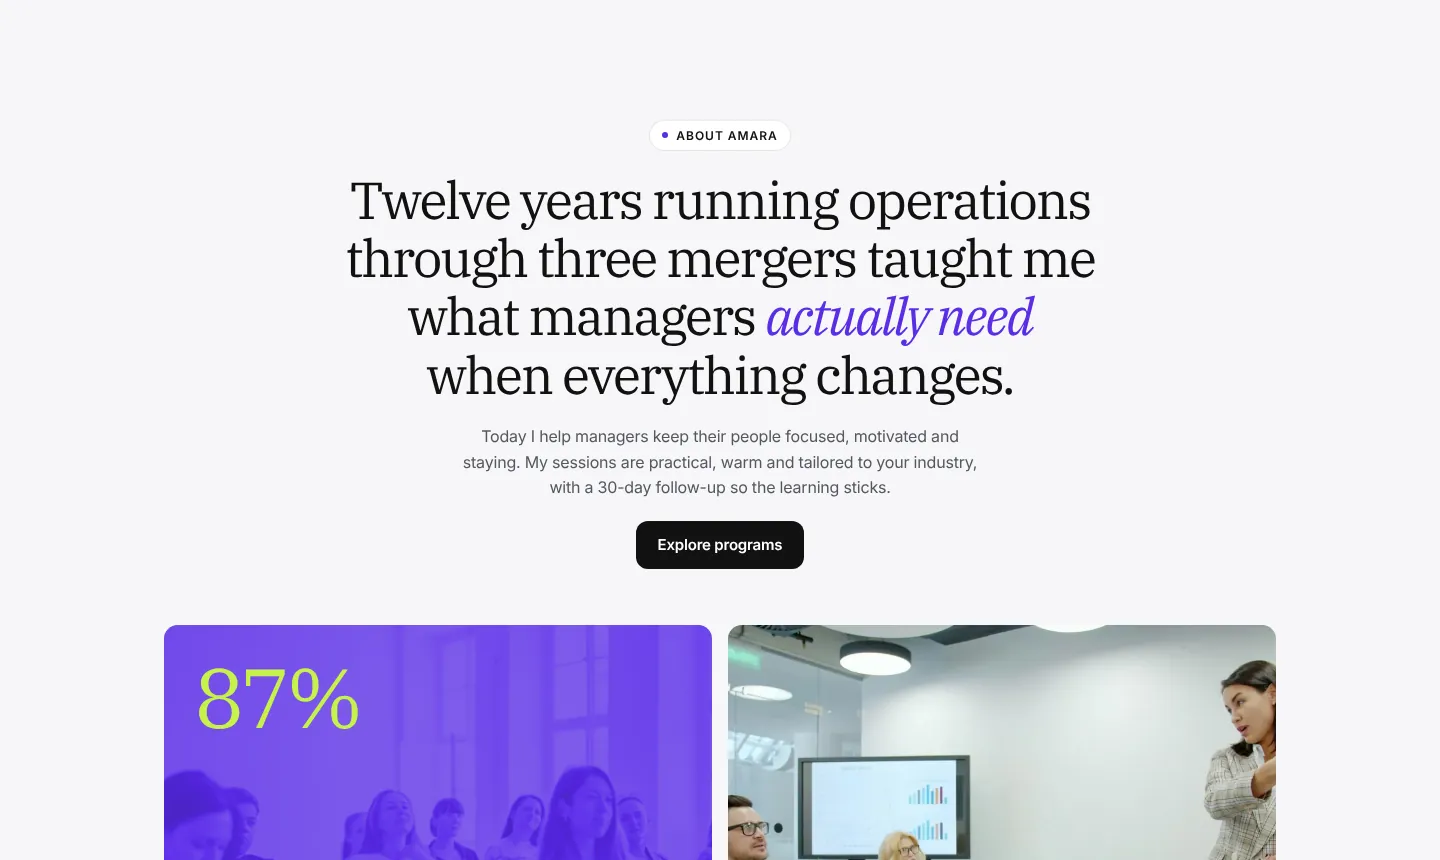 ABOUT AMARA
Twelve years running operations
through three mergers taught me
what managers actually need
when everything changes.
Today I help managers keep their people focused, motivated and
staying. My sessions are practical, warm and tailored to your industry,
with a 30-day follow-up so the learning sticks.
Explore programs
87%